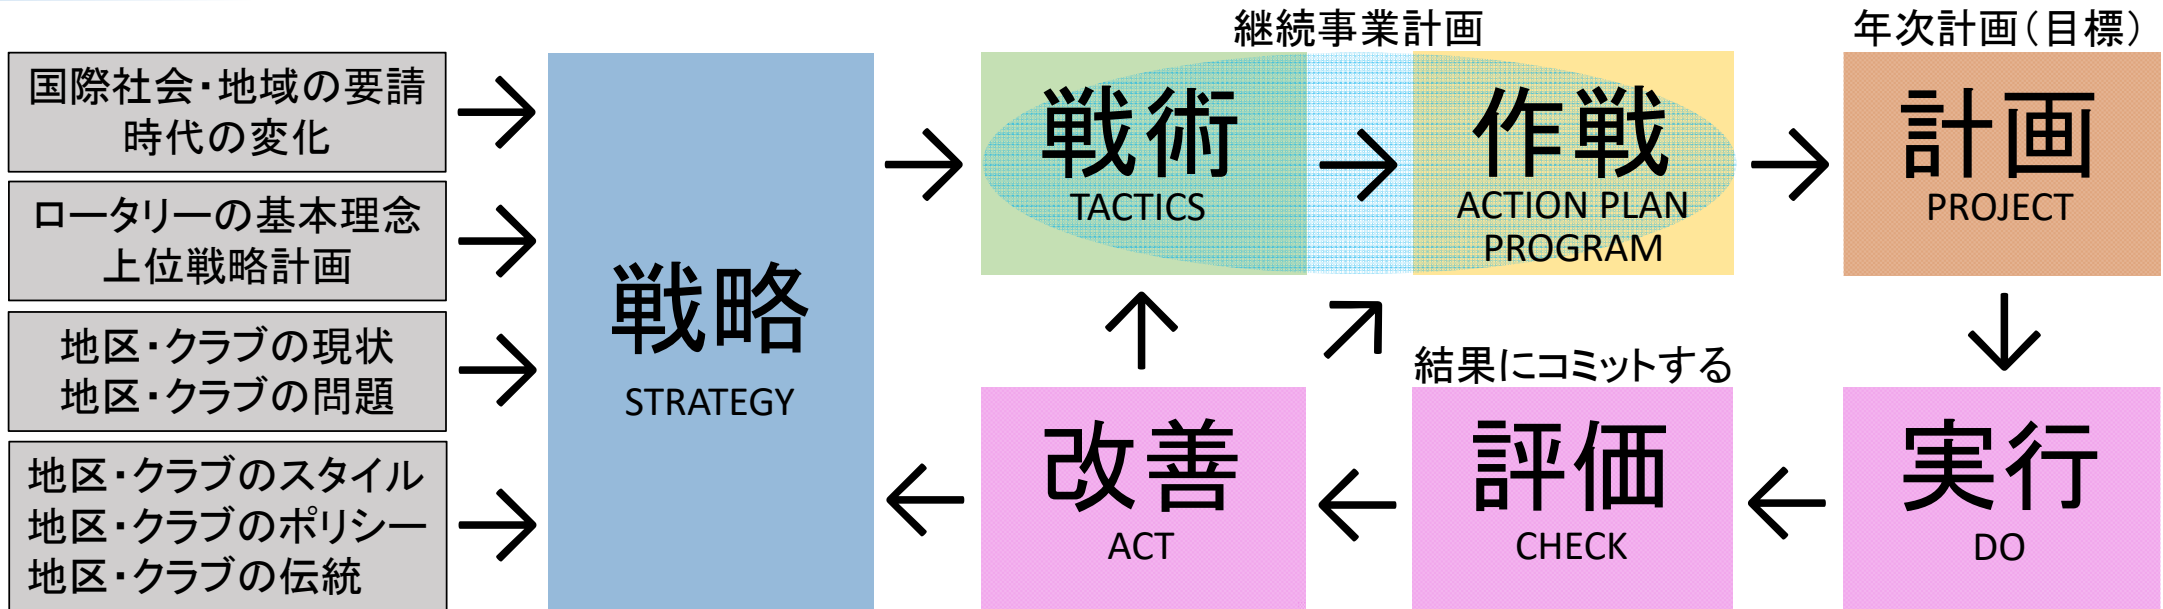 国際社会・地域の要請
時代の変化
ロータリーの基本理念
上位戦略計画
地区・クラブの現状
地区・クラブの問題
地区・クラブのスタイル
地区・クラブのポリシー
地区・クラブの伝統
戦略
STRATEGY
継続事業計画
戦術
TACTICS
作戦
ACTION PLAN
PROGRAM
年次計画（目標）
計画
PROJECT
改善
ACT
結果にコミットする
評価
CHECK
実行
DO